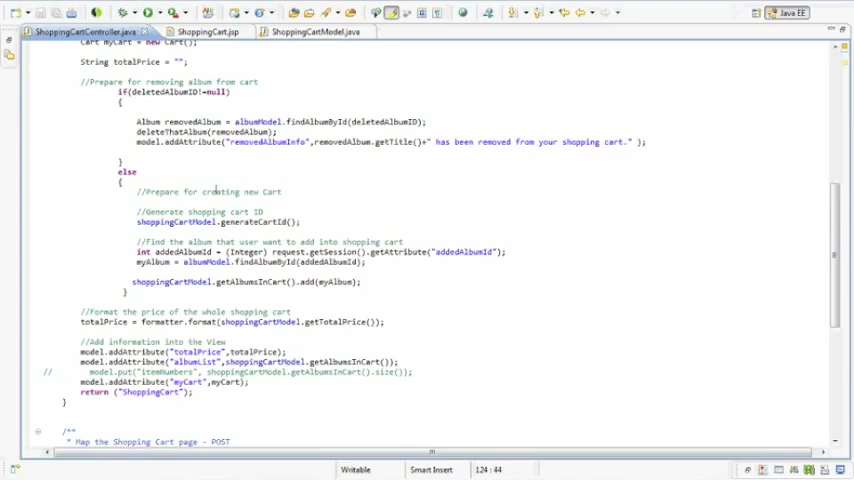 Java EE
ShoppingCartController.java ShoppingCart.jsp ShoppingCartModel.java
Cart myCart = new Cart();
String totalPrice = "";
//Prepare for removing album from cart
if(deletedAlbumID!=null)
{
Album removedAlbum = albumModel.findAlbumById(deletedAlbumID);
deleteThatAlbum(removedAlbum);
model.addAttribute("removedAlbumInfo",removedAlbum.getTitle()+" has been removed from your shopping cart." );
}
else
{
//Prepare for creating new Cart
//Generate shopping cart ID
shoppingCartModel.generateCartId();
//Find the album that user want to add into shopping cart
int addedAlbumId = (Integer) request.getSession().getAttribute("addedAlbumId");
myAlbum = albumModel.findAlbumById(addedAlbumId);
shoppingCartModel.getAlbumsInCart().add(myAlbum);
}
//Format the price of the whole shopping cart
totalPrice = formatter.format(shoppingCartModel.getTotalPrice());
//Add information into the View
model.addAttribute("totalPrice",totalPrice);
model.addAttribute("albumList",shoppingCartModel.getAlbumsInCart());
// model.put("itemNumbers", shoppingCartModel.getAlbumsInCart().size());
model.addAttribute("myCart",myCart);
return ("ShoppingCart");
}
/**
* Map the Shopping Cart page - POST
Writable Smart Insert 124 : 44